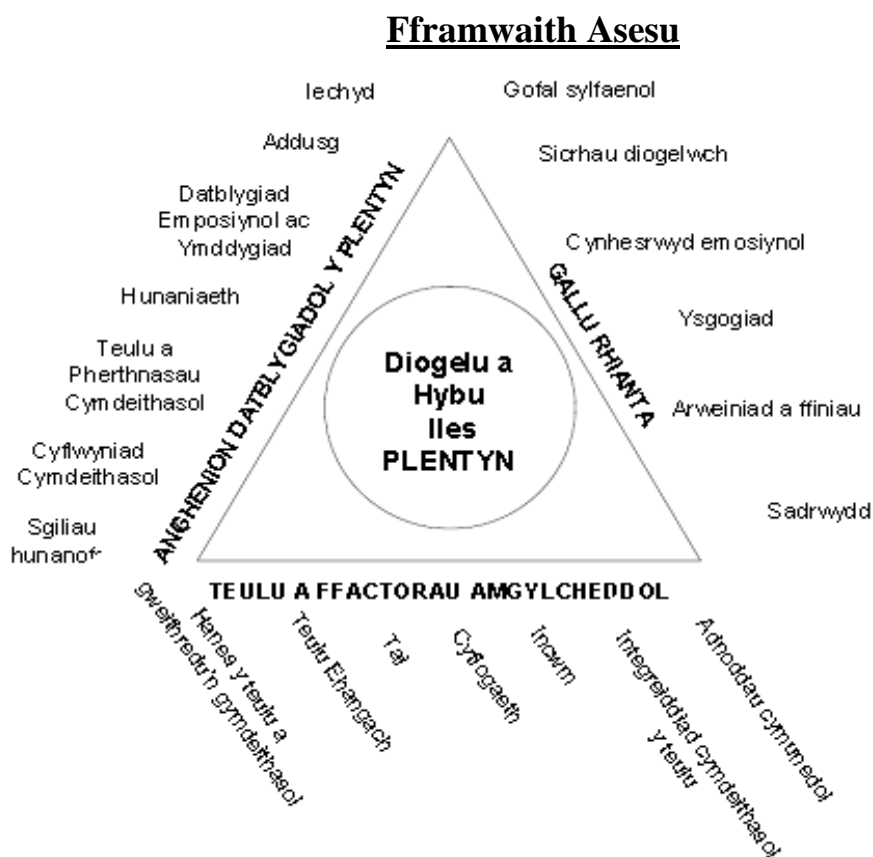 Fframwaith Asesu
Iechyd
Addusg
Datblygiad
Emposiynol ac
Ymddygiad
Hunaniaeth
Teulu a
Pherthnasau
Cymdeithasol
Cyflwyniad
Cymdeithasol
Sgiliau
ANGHENION DATBLYGIADOL Y PLENTYN
Gofal sylfaenol
Sicrhau diogelwch
Cynhesrwyd emosiynol
Ysgogiad
Arweiniad a ffiniau
Sadrwydd
GALLU RHIANTA
Diogelu a
Hybu
lles
PLENTYN
TEULU A FFACTORAU AMGYLCHEDDOL
Hanes y teulu a
gweithredu'n gymdeithasol
Teulu Ehangach
Tai
Cyflogaeth
Incwm
Integreiddiad cymdeithasol
y teulu
Adnoddau cymunedol